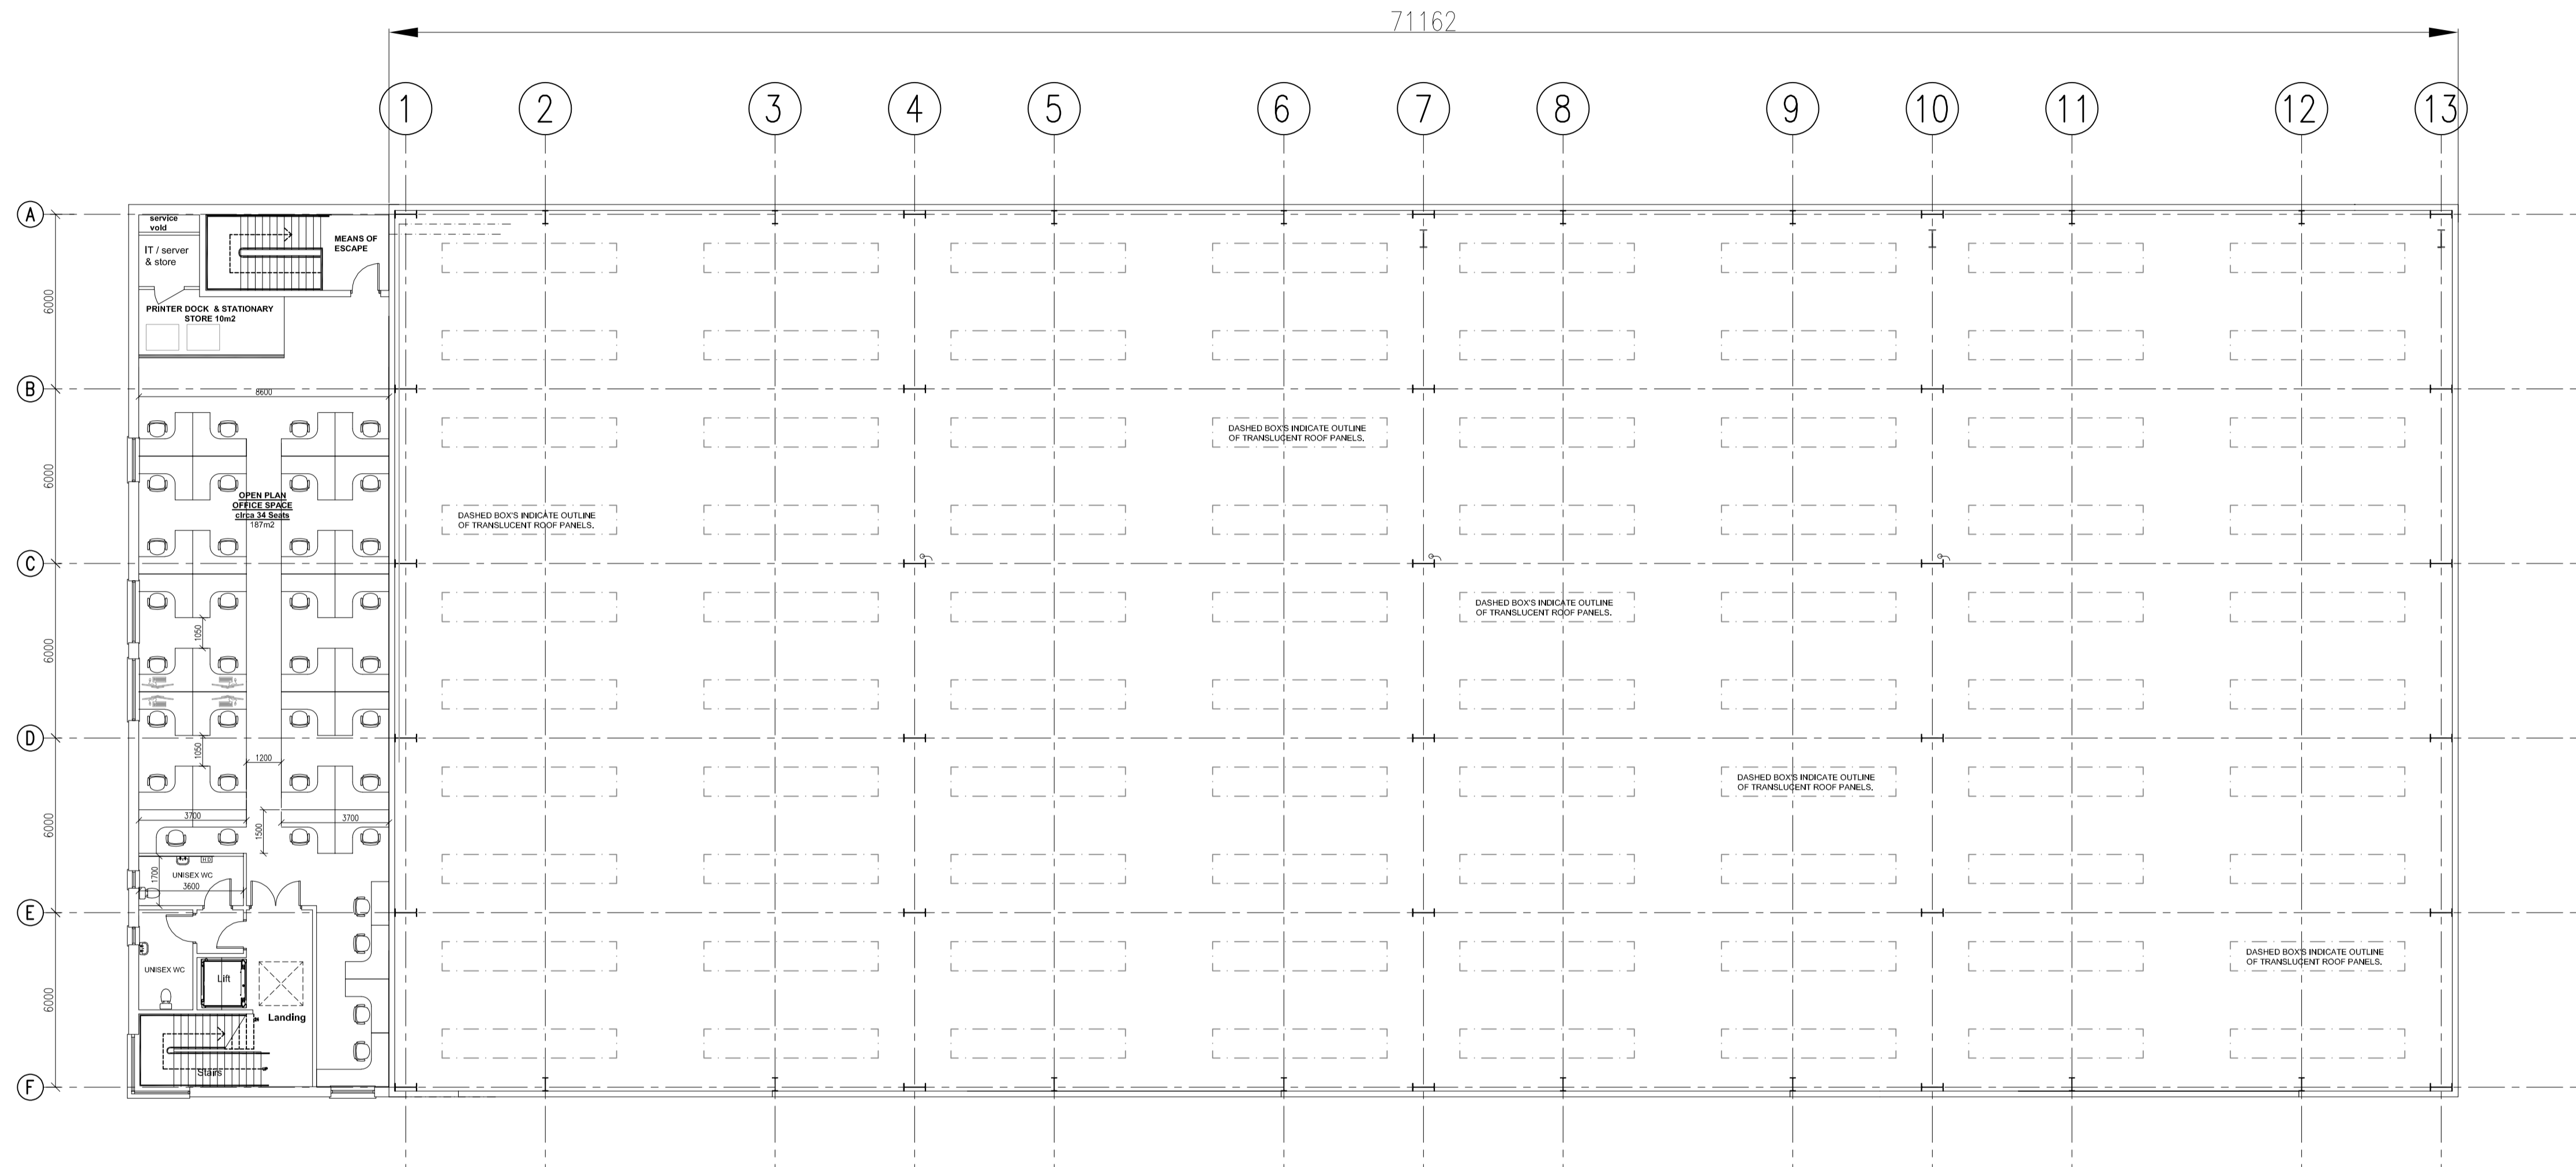 71162
1
2
3
4
5
6
7
8
9
10
11
12
13
A
service
void
IT / server
& store
MEANS OF
ESCAPE
6000
PRINTER DOCK & STATIONARY
STORE 10m2
B
8600
DASHED BOX'S INDICATE OUTLINE
OF TRANSLUCENT ROOF PANELS.
6000
OPEN PLAN
OFFICE SPACE
circa 34 Seats
187m2
DASHED BOX'S INDICATE OUTLINE
OF TRANSLUCENT ROOF PANELS.
C
DASHED BOX'S INDICATE OUTLINE
OF TRANSLUCENT ROOF PANELS.
1050
6000
D
1050
1200
DASHED BOX'S INDICATE OUTLINE
OF TRANSLUCENT ROOF PANELS.
3700
3700
6000
1500
H.D
UNISEX WC
1700
3600
E
DASHED BOX'S INDICATE OUTLINE
OF TRANSLUCENT ROOF PANELS.
UNISEX WC
Lift
6000
Landing
Stairs
F